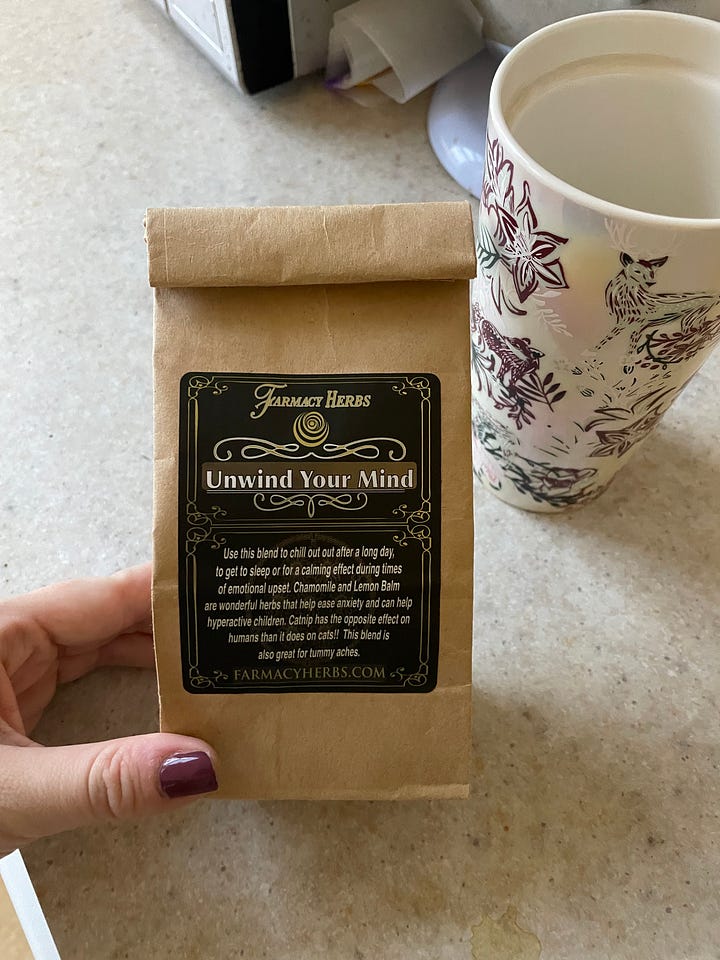 FARMACY HERBS
Unwind Your Mind
Use this blend to chill out out after a long day,
to get to sleep or for a calming effect during times
of emotional upset. Chamomile and Lemon Balm
are wonderful herbs that help ease anxiety and can help
hyperactive children. Catnip has the opposite effect on
humans than it does on cats!! This blend is
also great for tummy aches.
FARMACYHERBS.COM